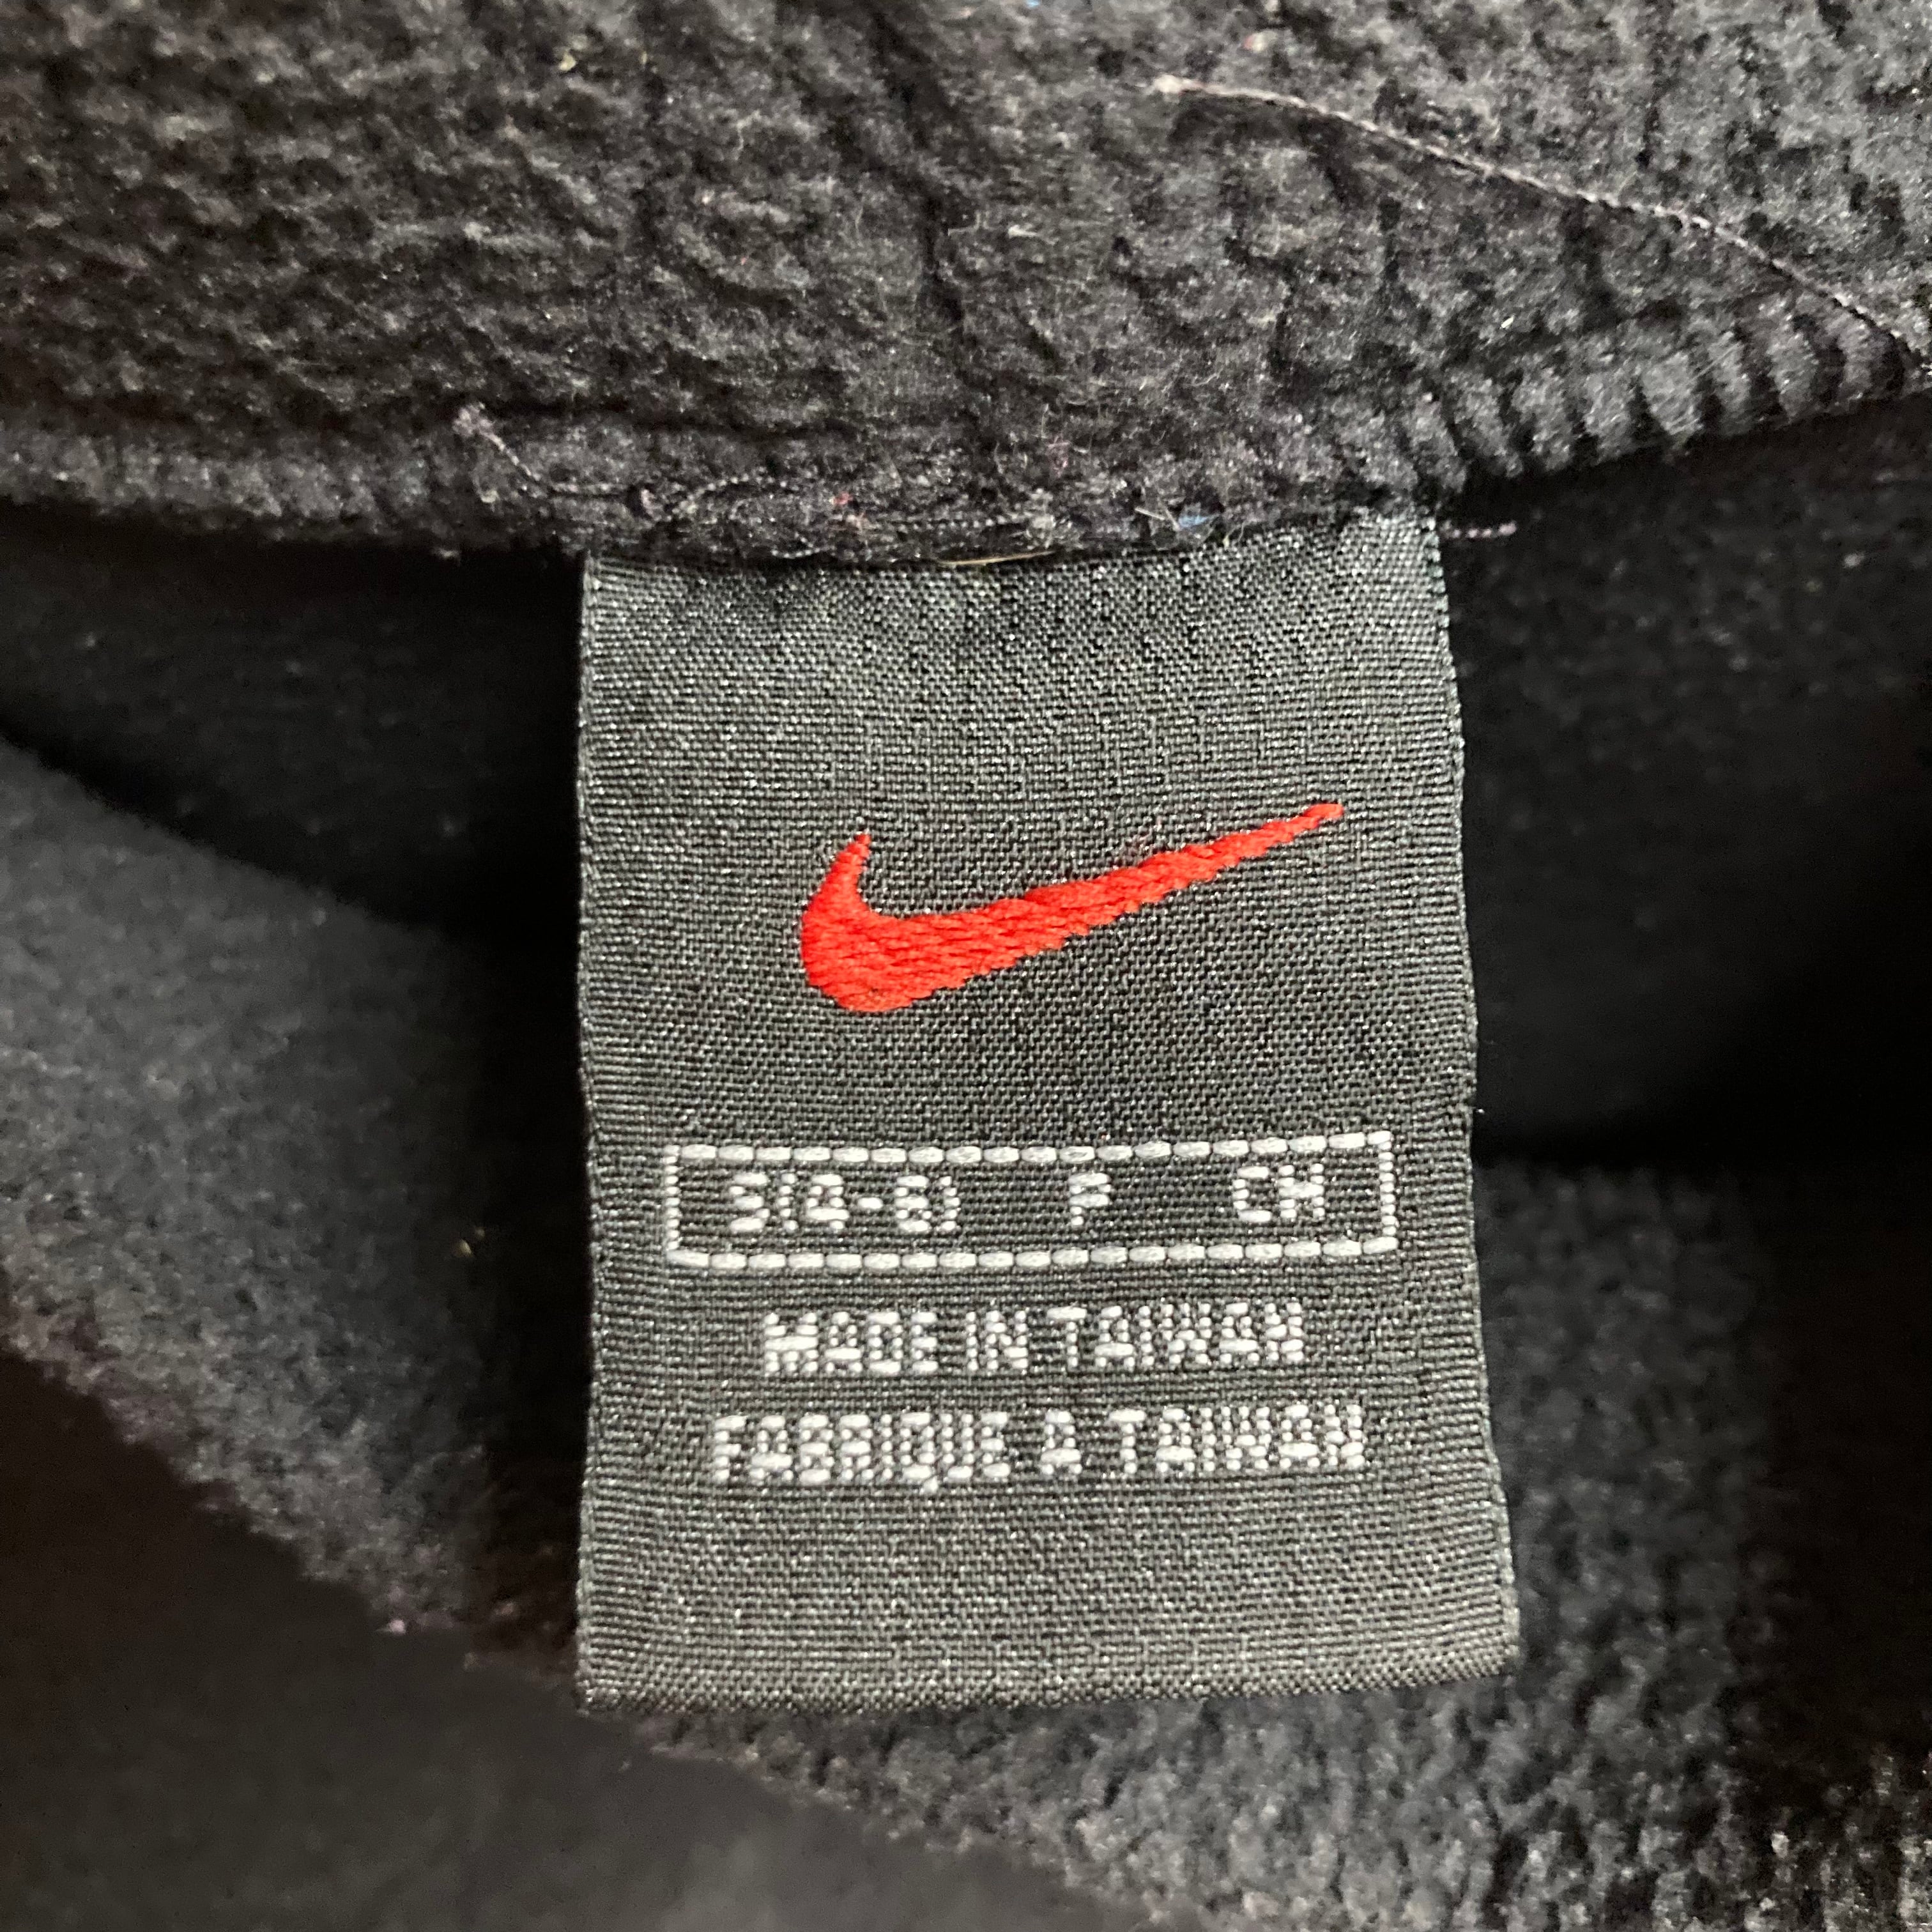 S(4-6) P CH
MADE IN TAIWAN
FABRIQUE A TAIWAN